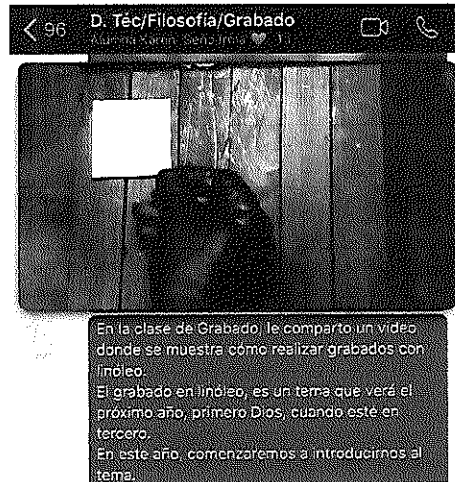 96
D. Téc/Filosofía/Grabado
En la clase de Grabado, le comparto un video
donde se muestra cómo realizar grabados con
linóleo.
El grabado en linóleo, es un tema que verá el
próximo año, primero Dios, cuando esté en
tercero.
En este año, comenzaremos a introducirnos al
tema.